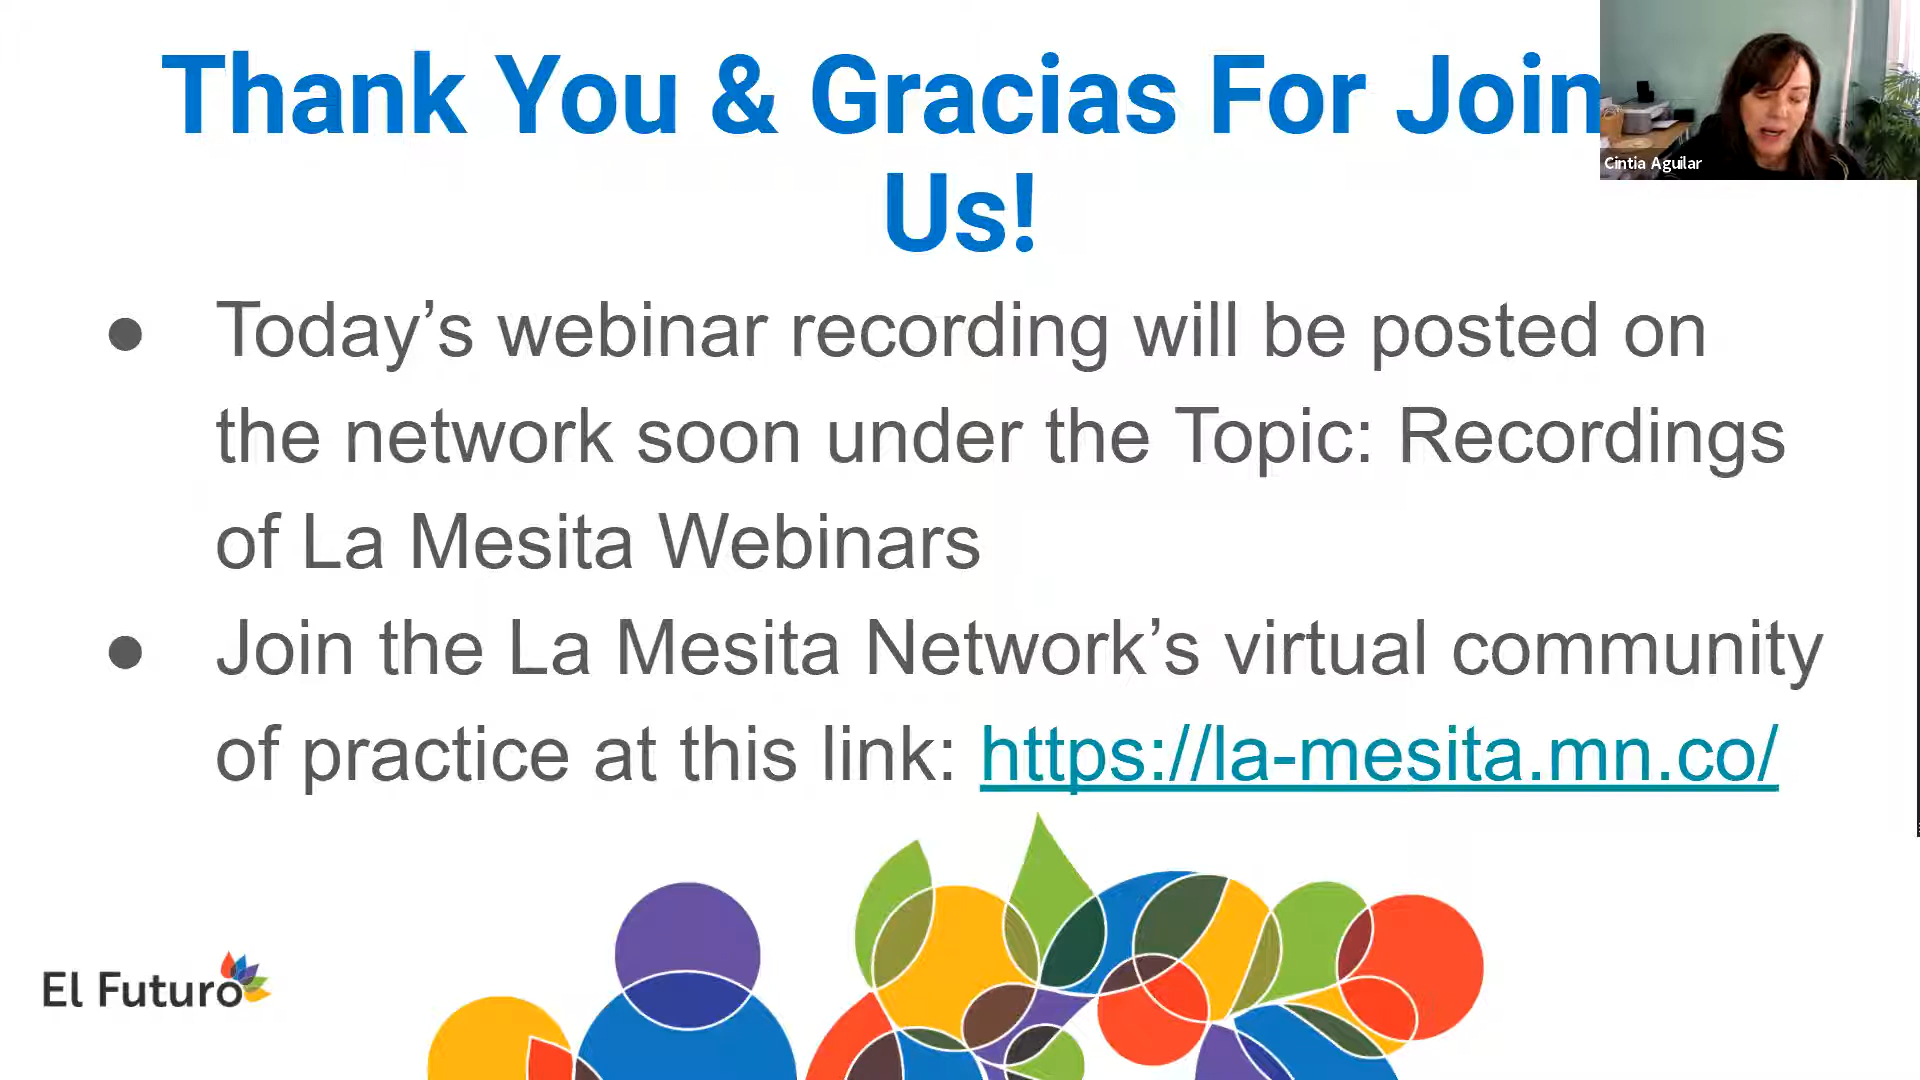 Thank You & Gracias For Join
Us!
Cintia Aguilar
● Today’s webinar recording will be posted on
the network soon under the Topic: Recordings
of La Mesita Webinars
● Join the La Mesita Network’s virtual community
of practice at this link: https://la-mesita.mn.co/
El Futuro